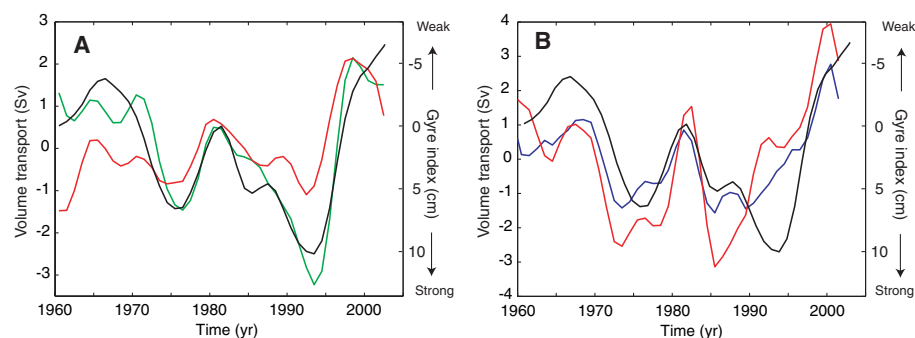 A
Volume transport (Sv)
3
2
1
0
-1
-2
-3
1960
1970
1980
1990
2000
Time (yr)
Weak
-5
0
5
10
Strong
Gyre index (cm)
B
Volume transport (Sv)
4
3
2
1
0
-1
-2
-3
-4
1960
1970
1980
1990
2000
Time (yr)
Weak
-5
0
5
10
Strong
Gyre index (cm)